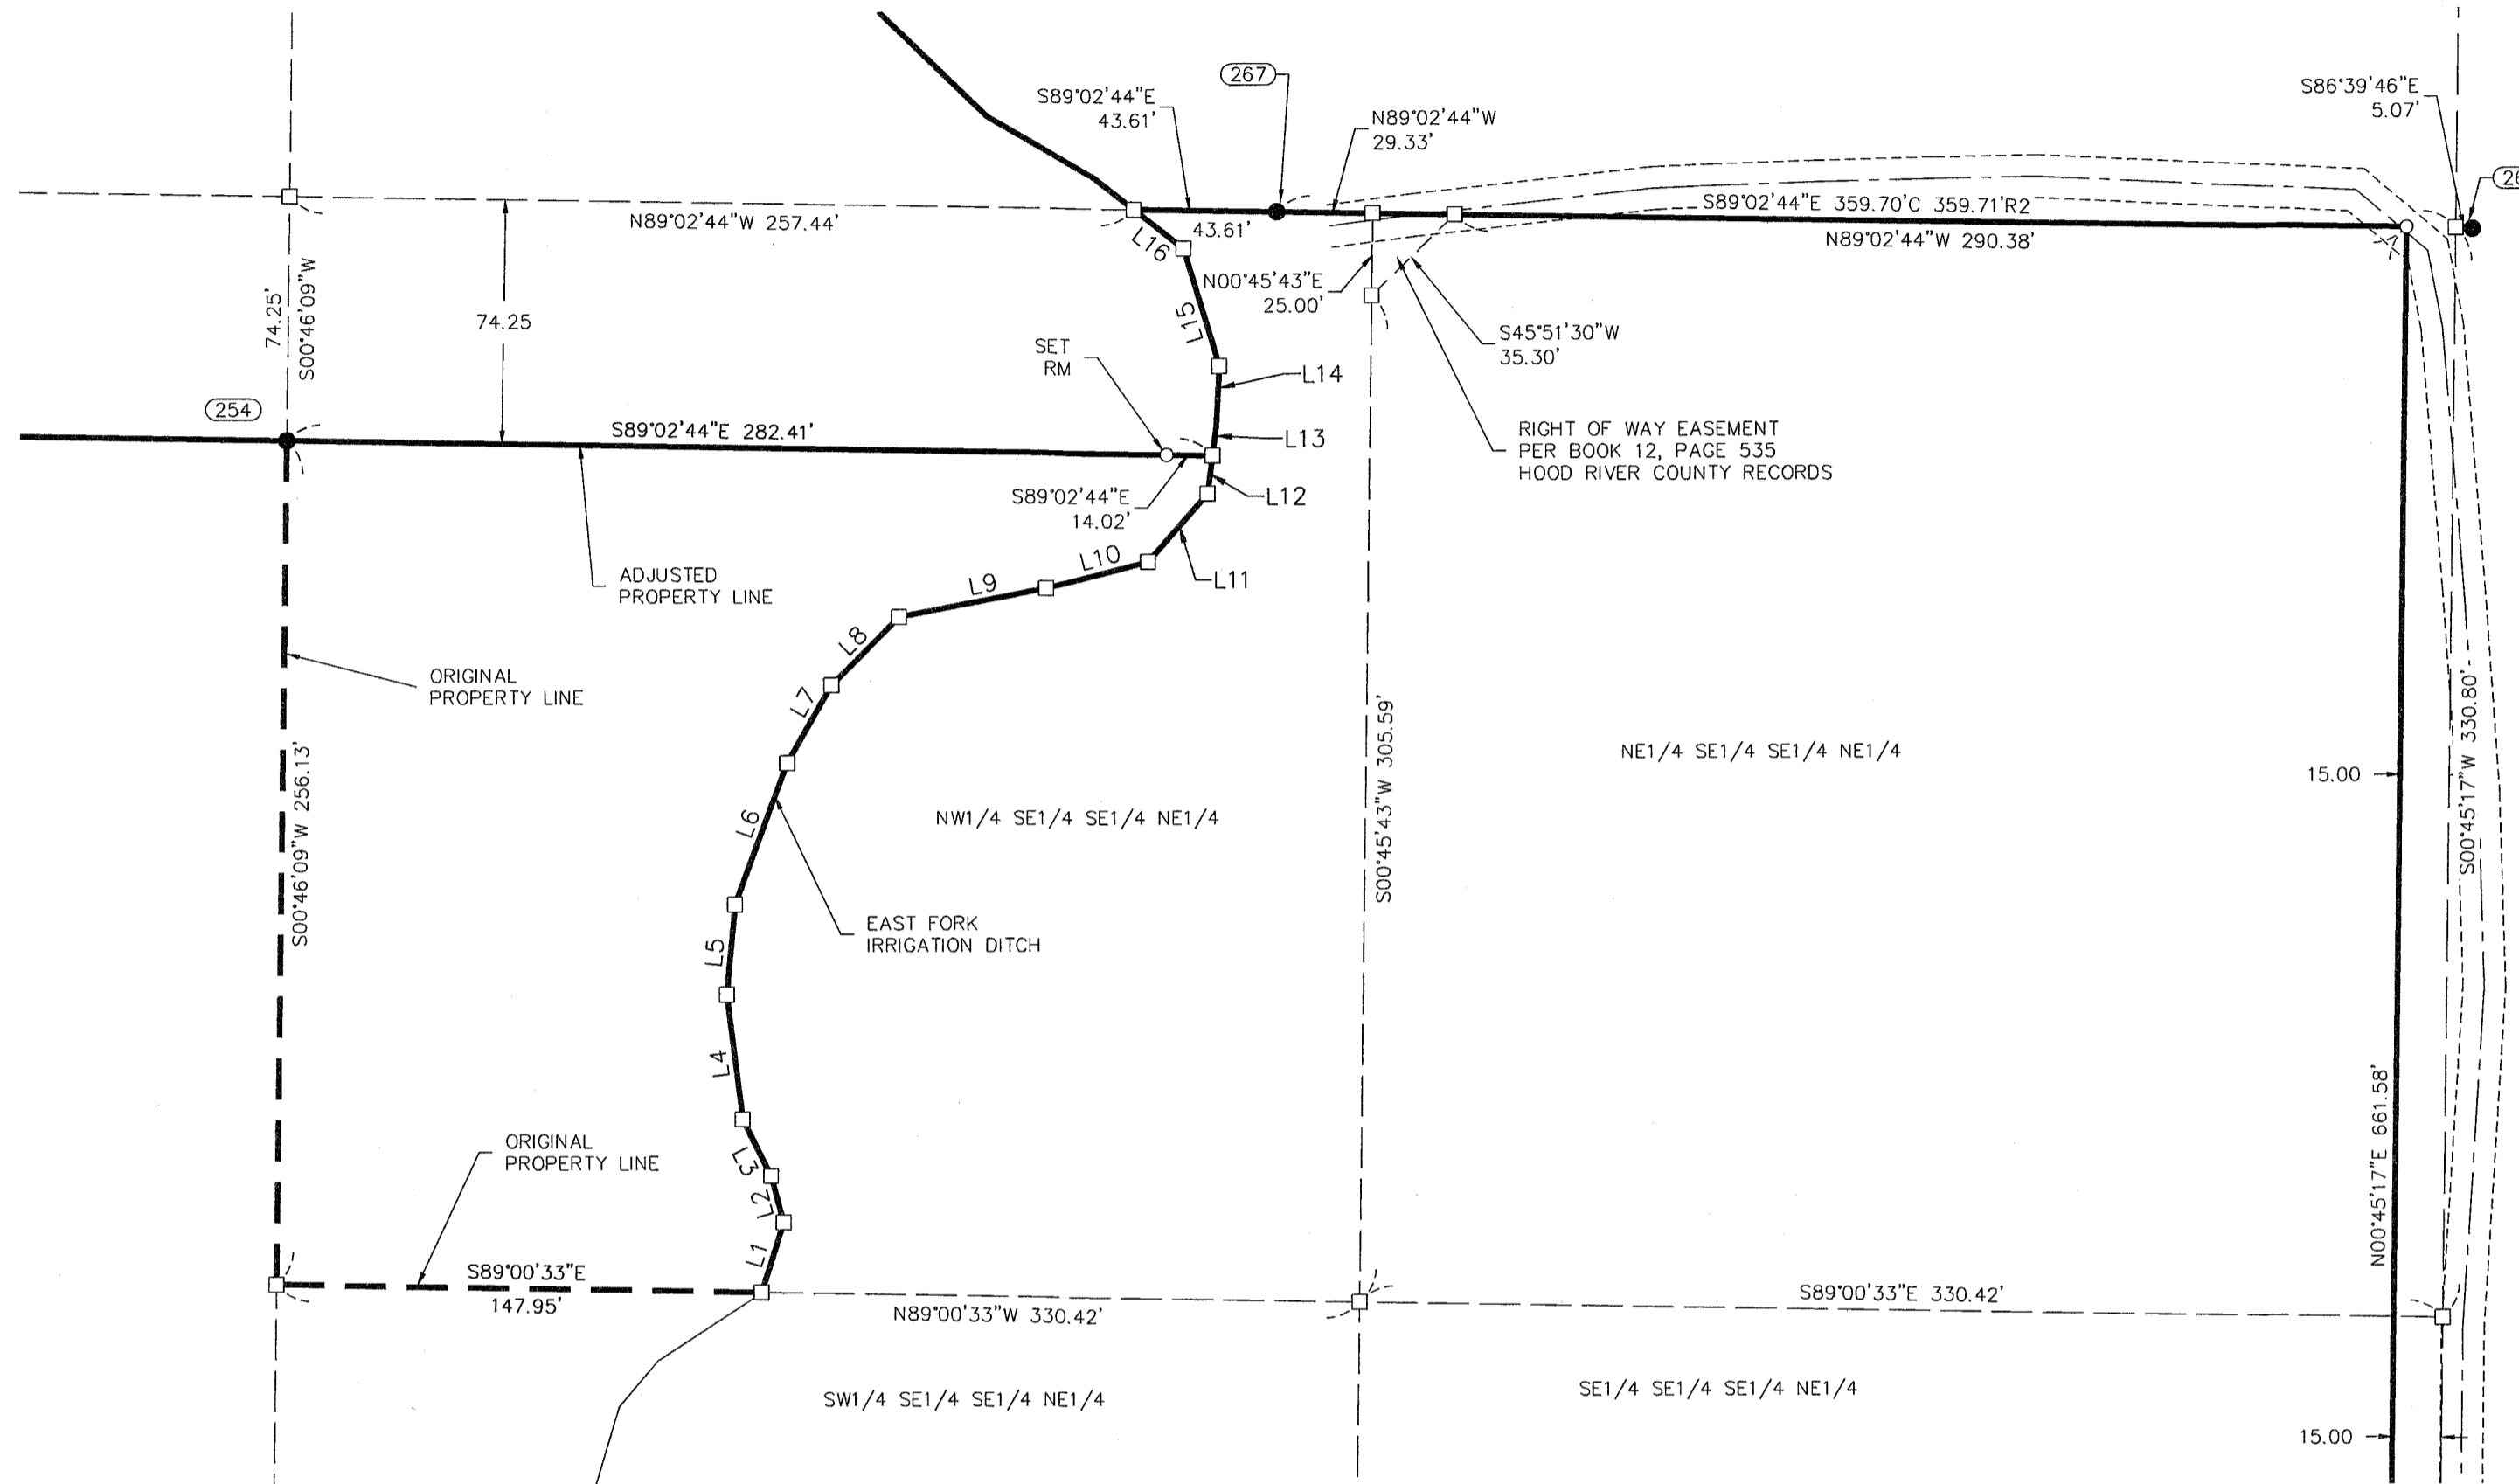 267
S89°02'44"E
43.61'
N89°02'44"W
29.33'
S86°39'46"E
5.07'
N89°02'44"W 257.44'
43.61'
S89°02'44"E 359.70'C 359.71'R2
N89°02'44"W 290.38'
L16
74.25'
S00°46'09"W
74.25
N00°45'43"E
25.00'
S45°51'30"W
35.30'
L15
SET
RM
L14
254
S89°02'44"E 282.41'
L13
RIGHT OF WAY EASEMENT
PER BOOK 12, PAGE 535
HOOD RIVER COUNTY RECORDS
S89°02'44"E
14.02'
L12
ADJUSTED
PROPERTY LINE
L9
L10
L11
L8
ORIGINAL
PROPERTY LINE
L7
S00°46'09"W 256.13'
S00°45'43"W 305.59'
NE1/4 SE1/4 SE1/4 NE1/4
S00°45'17"W 330.80'
15.00
L6
NW1/4 SE1/4 SE1/4 NE1/4
EAST FORK
IRRIGATION DITCH
L5
L4
N00°45'17"E 661.58'
ORIGINAL
PROPERTY LINE
L3
L2
L1
S89°00'33"E
147.95'
N89°00'33"W 330.42'
S89°00'33"E 330.42'
SW1/4 SE1/4 SE1/4 NE1/4
SE1/4 SE1/4 SE1/4 NE1/4
15.00